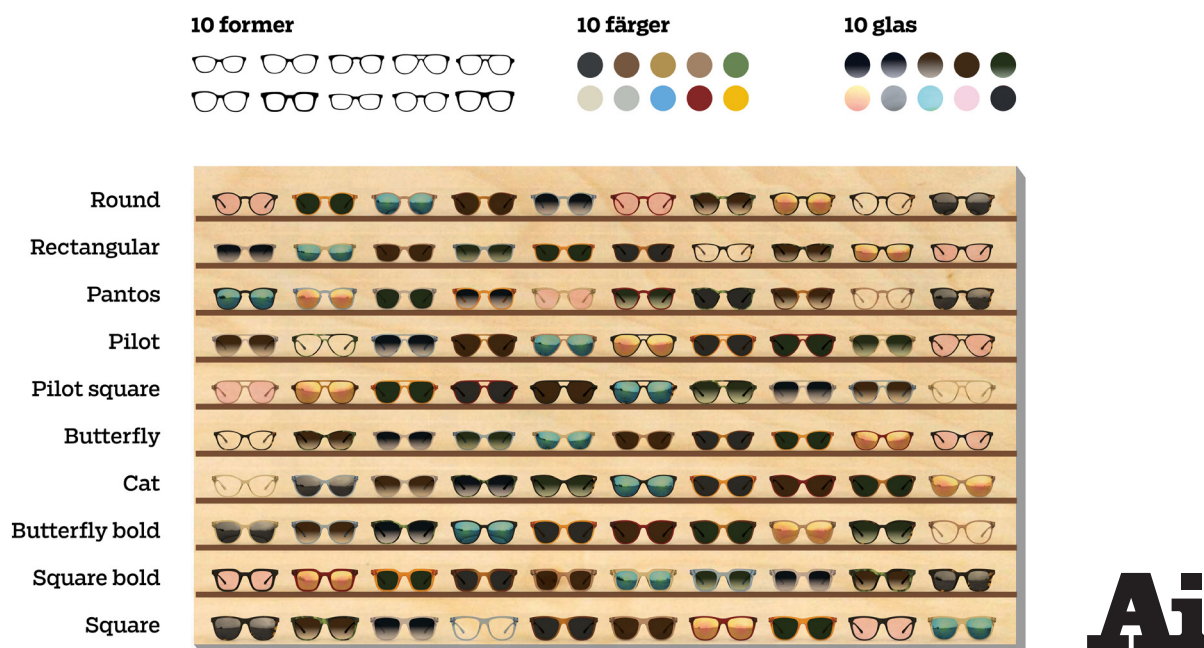 10 former
10 färger
10 glas
Round
Rectangular
Pantos
Pilot
Pilot square
Butterfly
Cat
Butterfly bold
Square bold
Square
Ai